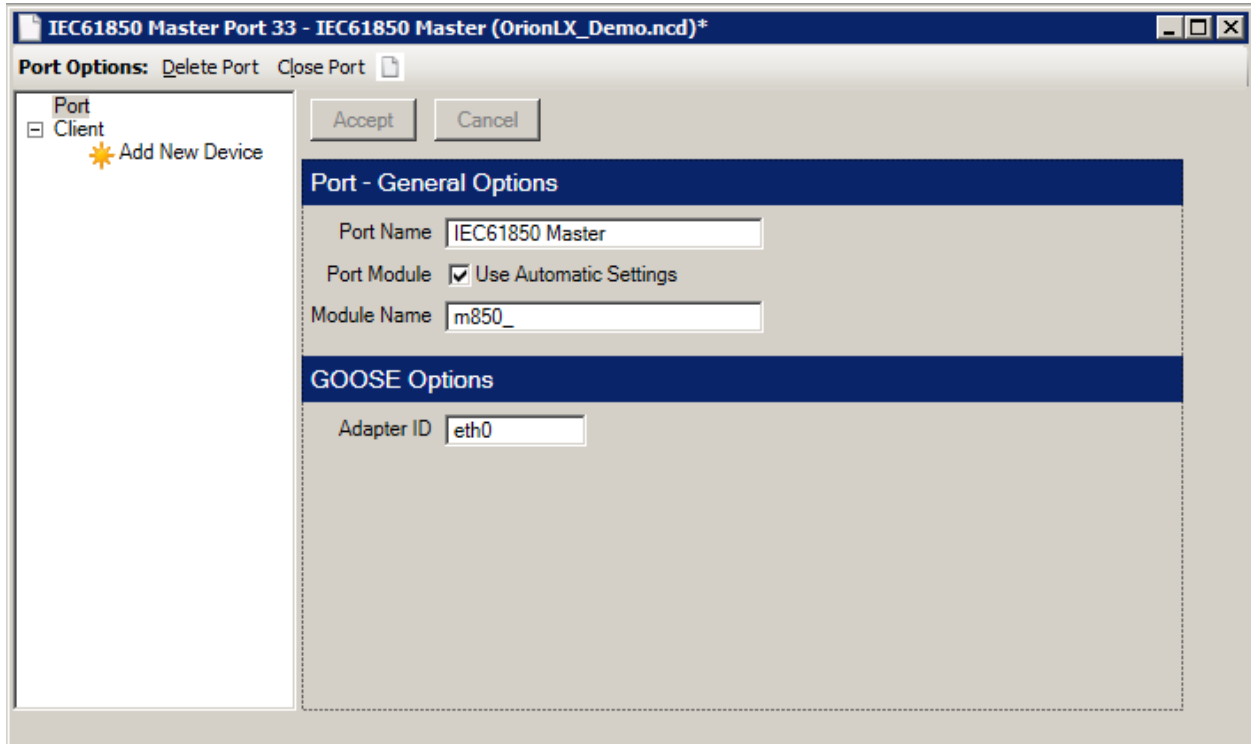 IEC61850 Master Port 33 - IEC61850 Master (OrionLX_Demo.ncd)*
Port Options: Delete Port Close Port
Port
Client
Add New Device
Accept Cancel
Port - General Options
Port Name IEC61850 Master
Port Module Use Automatic Settings
Module Name m850_
GOOSE Options
Adapter ID eth0